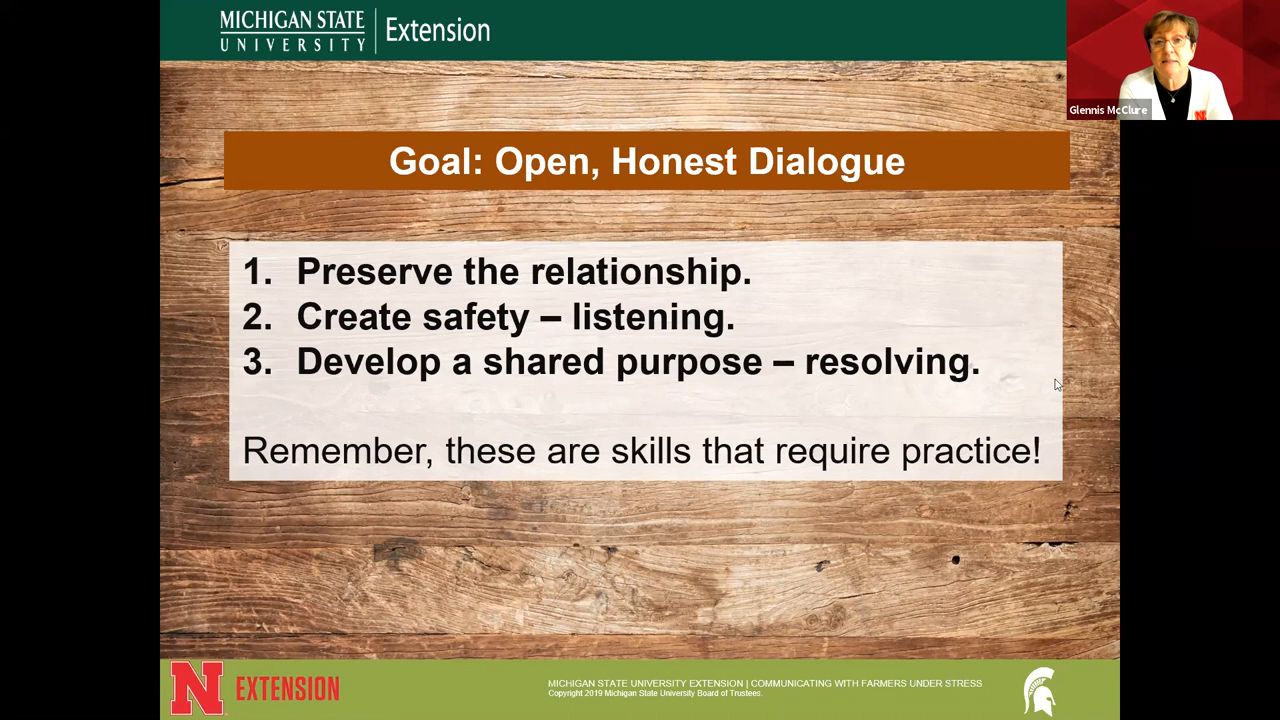 MICHIGAN STATE
UNIVERSITY
Extension
Glennis McClure
Goal: Open, Honest Dialogue
1. Preserve the relationship.
2. Create safety – listening.
3. Develop a shared purpose – resolving.
Remember, these are skills that require practice!
N
EXTENSION
MICHIGAN STATE UNIVERSITY EXTENSION | COMMUNICATING WITH FARMERS UNDER STRESS
Copyright 2019 Michigan State University Board of Trustees.